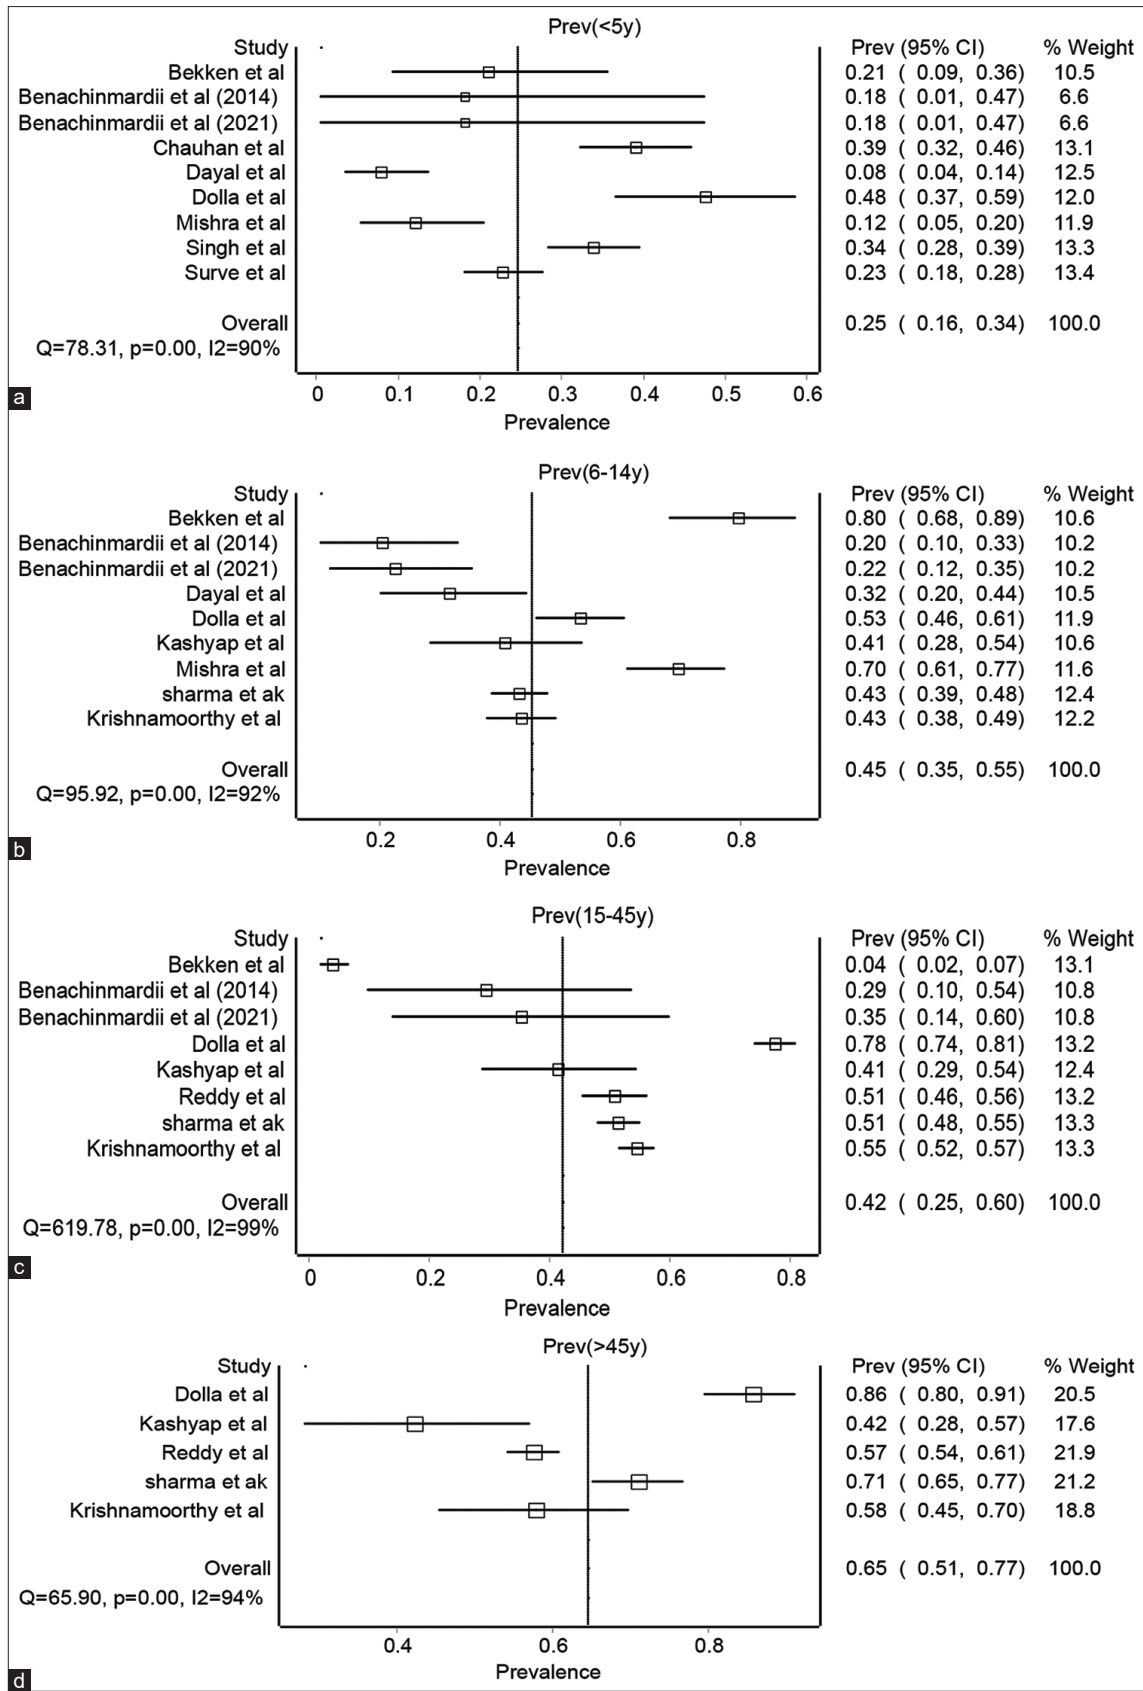 Prev(<5y)
Study Prev (95% CI) % Weight
Bekken et al 0.21 ( 0.09, 0.36) 10.5
Benachinmardii et al (2014) 0.18 ( 0.01, 0.47) 6.6
Benachinmardii et al (2021) 0.18 ( 0.01, 0.47) 6.6
Chauhan et al 0.39 ( 0.32, 0.46) 13.1
Dayal et al 0.08 ( 0.04, 0.14) 12.5
Dolla et al 0.48 ( 0.37, 0.59) 12.0
Mishra et al 0.12 ( 0.05, 0.20) 11.9
Singh et al 0.34 ( 0.28, 0.39) 13.3
Surve et al 0.23 ( 0.18, 0.28) 13.4
Overall 0.25 ( 0.16, 0.34) 100.0
Q=78.31, p=0.00, I2=90%
0 0.1 0.2 0.3 0.4 0.5 0.6
a
Prevalence
Prev(6-14y)
Study Prev (95% CI) % Weight
Bekken et al 0.80 ( 0.68, 0.89) 10.6
Benachinmardii et al (2014) 0.20 ( 0.10, 0.33) 10.2
Benachinmardii et al (2021) 0.22 ( 0.12, 0.35) 10.2
Dayal et al 0.32 ( 0.20, 0.44) 10.5
Dolla et al 0.53 ( 0.46, 0.61) 11.9
Kashyap et al 0.41 ( 0.28, 0.54) 10.6
Mishra et al 0.70 ( 0.61, 0.77) 11.6
sharma et ak 0.43 ( 0.39, 0.48) 12.4
Krishnamoorthy et al 0.43 ( 0.38, 0.49) 12.2
Overall 0.45 ( 0.35, 0.55) 100.0
Q=95.92, p=0.00, I2=92%
0.2 0.4 0.6 0.8
b
Prevalence
Prev(15-45y)
Study Prev (95% CI) % Weight
Bekken et al 0.04 ( 0.02, 0.07) 13.1
Benachinmardii et al (2014) 0.29 ( 0.10, 0.54) 10.8
Benachinmardii et al (2021) 0.35 ( 0.14, 0.60) 10.8
Dolla et al 0.78 ( 0.74, 0.81) 13.2
Kashyap et al 0.41 ( 0.29, 0.54) 12.4
Reddy et al 0.51 ( 0.46, 0.56) 13.2
sharma et ak 0.51 ( 0.48, 0.55) 13.3
Krishnamoorthy et al 0.55 ( 0.52, 0.57) 13.3
Overall 0.42 ( 0.25, 0.60) 100.0
Q=619.78, p=0.00, I2=99%
c
0 0.2 0.4 0.6 0.8
Prevalence
Prev(>45y)
Study Prev (95% CI) % Weight
Dolla et al 0.86 ( 0.80, 0.91) 20.5
Kashyap et al 0.42 ( 0.28, 0.57) 17.6
Reddy et al 0.57 ( 0.54, 0.61) 21.9
sharma et ak 0.71 ( 0.65, 0.77) 21.2
Krishnamoorthy et al 0.58 ( 0.45, 0.70) 18.8
Overall 0.65 ( 0.51, 0.77) 100.0
Q=65.90, p=0.00, I2=94%
0.4 0.6 0.8
Prevalence
d